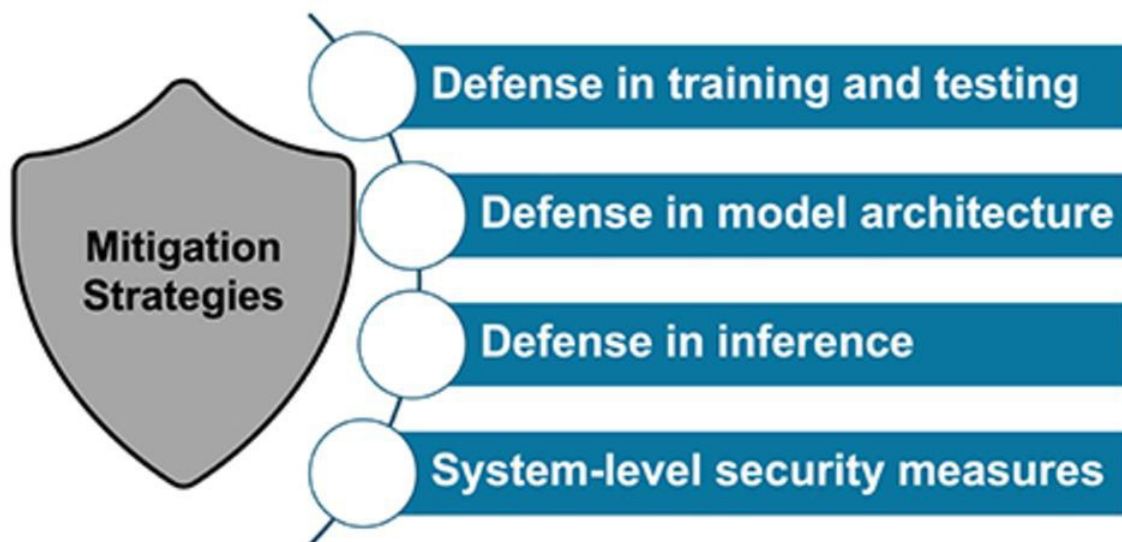 Mitigation
Strategies
Defense in training and testing
Defense in model architecture
Defense in inference
System-level security measures